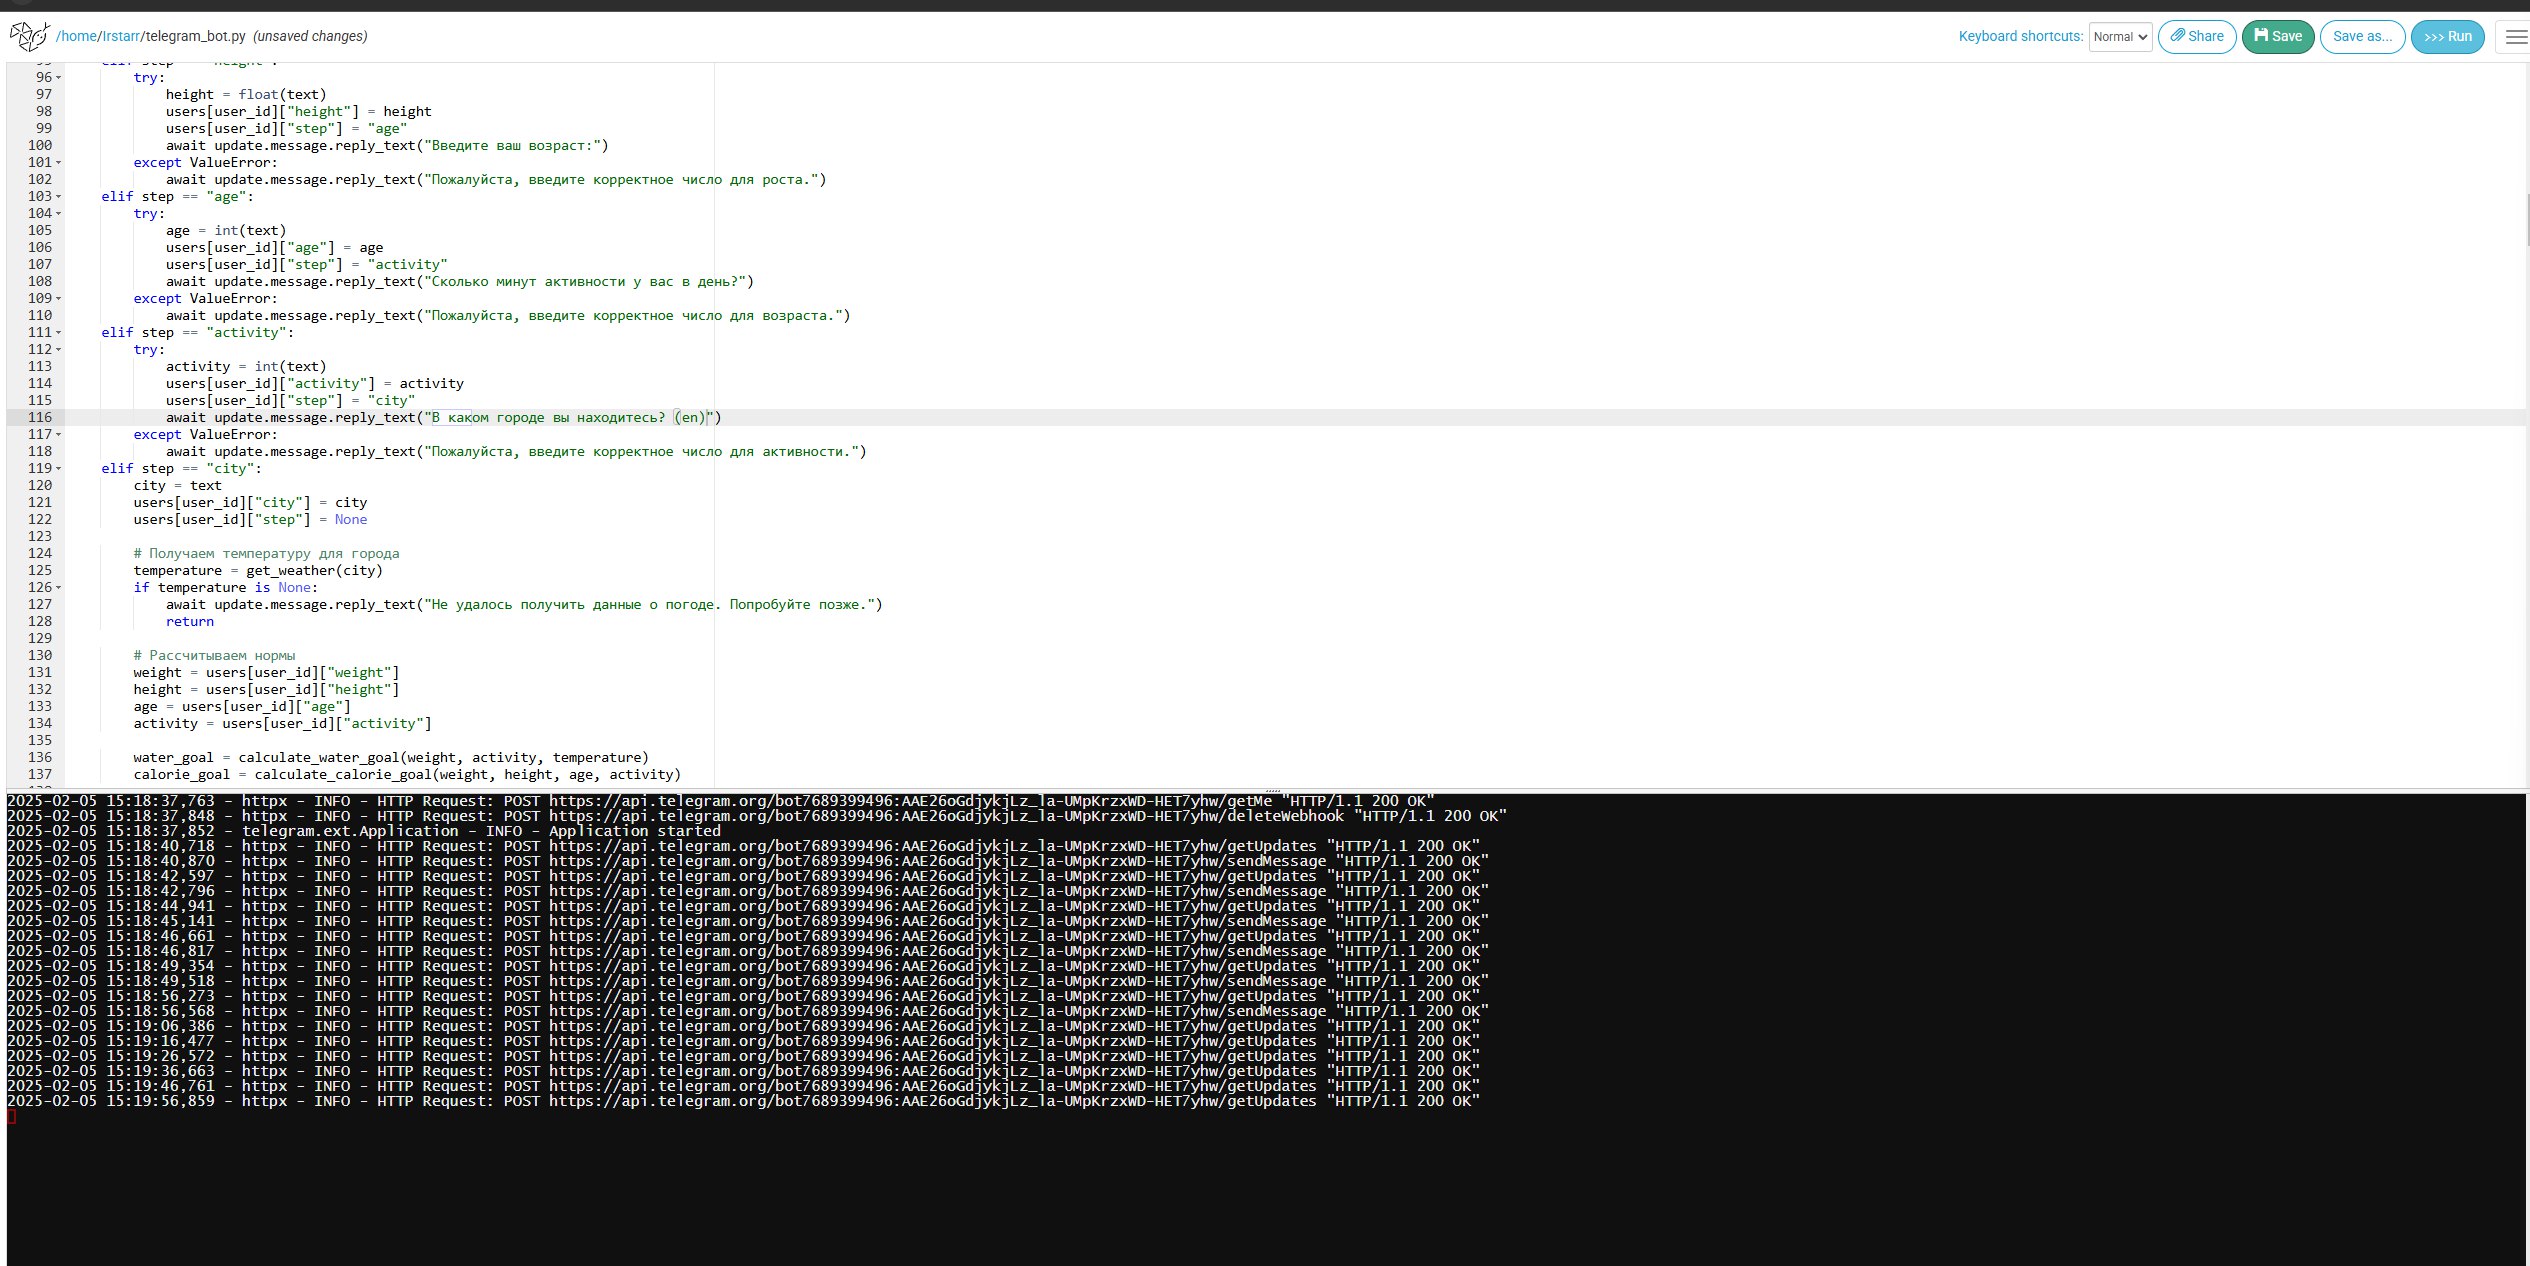 /home/Irstarr/telegram_bot.py (unsaved changes) Keyboard shortcuts: Normal Share Save Save as... >>> Run
96 try:
97 height = float(text)
98 users[user_id]["height"] = height
99 users[user_id]["step"] = "age"
100 await update.message.reply_text("Введите ваш возраст:")
101 except ValueError:
102 await update.message.reply_text("Пожалуйста, введите корректное число для роста.")
103 elif step == "age":
104 try:
105 age = int(text)
106 users[user_id]["age"] = age
107 users[user_id]["step"] = "activity"
108 await update.message.reply_text("Сколько минут активности у вас в день?")
109 except ValueError:
110 await update.message.reply_text("Пожалуйста, введите корректное число для возраста.")
111 elif step == "activity":
112 try:
113 activity = int(text)
114 users[user_id]["activity"] = activity
115 users[user_id]["step"] = "city"
116 await update.message.reply_text("В каком городе вы находитесь? (en)")
117 except ValueError:
118 await update.message.reply_text("Пожалуйста, введите корректное число для активности.")
119 elif step == "city":
120 city = text
121 users[user_id]["city"] = city
122 users[user_id]["step"] = None
123
124 # Получаем температуру для города
125 temperature = get_weather(city)
126 if temperature is None:
127 await update.message.reply_text("Не удалось получить данные о погоде. Попробуйте позже.")
128 return
129
130 # Рассчитываем нормы
131 weight = users[user_id]["weight"]
132 height = users[user_id]["height"]
133 age = users[user_id]["age"]
134 activity = users[user_id]["activity"]
135
136 water_goal = calculate_water_goal(weight, activity, temperature)
137 calorie_goal = calculate_calorie_goal(weight, height, age, activity)
2025-02-05 15:18:37,763 - httpx - INFO - HTTP Request: POST https://api.telegram.org/bot7689399496:AAE26oGdjykjLz_la-UMpKrzxWD-HET7yhw/getMe "HTTP/1.1 200 OK"
2025-02-05 15:18:37,848 - httpx - INFO - HTTP Request: POST https://api.telegram.org/bot7689399496:AAE26oGdjykjLz_la-UMpKrzxWD-HET7yhw/deleteWebhook "HTTP/1.1 200 OK"
2025-02-05 15:18:37,852 - telegram.ext.Application - INFO - Application started
2025-02-05 15:18:40,718 - httpx - INFO - HTTP Request: POST https://api.telegram.org/bot7689399496:AAE26oGdjykjLz_la-UMpKrzxWD-HET7yhw/getUpdates "HTTP/1.1 200 OK"
2025-02-05 15:18:40,870 - httpx - INFO - HTTP Request: POST https://api.telegram.org/bot7689399496:AAE26oGdjykjLz_la-UMpKrzxWD-HET7yhw/sendMessage "HTTP/1.1 200 OK"
2025-02-05 15:18:42,597 - httpx - INFO - HTTP Request: POST https://api.telegram.org/bot7689399496:AAE26oGdjykjLz_la-UMpKrzxWD-HET7yhw/getUpdates "HTTP/1.1 200 OK"
2025-02-05 15:18:42,796 - httpx - INFO - HTTP Request: POST https://api.telegram.org/bot7689399496:AAE26oGdjykjLz_la-UMpKrzxWD-HET7yhw/sendMessage "HTTP/1.1 200 OK"
2025-02-05 15:18:44,941 - httpx - INFO - HTTP Request: POST https://api.telegram.org/bot7689399496:AAE26oGdjykjLz_la-UMpKrzxWD-HET7yhw/getUpdates "HTTP/1.1 200 OK"
2025-02-05 15:18:45,141 - httpx - INFO - HTTP Request: POST https://api.telegram.org/bot7689399496:AAE26oGdjykjLz_la-UMpKrzxWD-HET7yhw/sendMessage "HTTP/1.1 200 OK"
2025-02-05 15:18:46,661 - httpx - INFO - HTTP Request: POST https://api.telegram.org/bot7689399496:AAE26oGdjykjLz_la-UMpKrzxWD-HET7yhw/getUpdates "HTTP/1.1 200 OK"
2025-02-05 15:18:46,817 - httpx - INFO - HTTP Request: POST https://api.telegram.org/bot7689399496:AAE26oGdjykjLz_la-UMpKrzxWD-HET7yhw/sendMessage "HTTP/1.1 200 OK"
2025-02-05 15:18:49,354 - httpx - INFO - HTTP Request: POST https://api.telegram.org/bot7689399496:AAE26oGdjykjLz_la-UMpKrzxWD-HET7yhw/getUpdates "HTTP/1.1 200 OK"
2025-02-05 15:18:49,518 - httpx - INFO - HTTP Request: POST https://api.telegram.org/bot7689399496:AAE26oGdjykjLz_la-UMpKrzxWD-HET7yhw/sendMessage "HTTP/1.1 200 OK"
2025-02-05 15:18:56,273 - httpx - INFO - HTTP Request: POST https://api.telegram.org/bot7689399496:AAE26oGdjykjLz_la-UMpKrzxWD-HET7yhw/getUpdates "HTTP/1.1 200 OK"
2025-02-05 15:18:56,568 - httpx - INFO - HTTP Request: POST https://api.telegram.org/bot7689399496:AAE26oGdjykjLz_la-UMpKrzxWD-HET7yhw/sendMessage "HTTP/1.1 200 OK"
2025-02-05 15:19:06,386 - httpx - INFO - HTTP Request: POST https://api.telegram.org/bot7689399496:AAE26oGdjykjLz_la-UMpKrzxWD-HET7yhw/getUpdates "HTTP/1.1 200 OK"
2025-02-05 15:19:16,477 - httpx - INFO - HTTP Request: POST https://api.telegram.org/bot7689399496:AAE26oGdjykjLz_la-UMpKrzxWD-HET7yhw/getUpdates "HTTP/1.1 200 OK"
2025-02-05 15:19:26,572 - httpx - INFO - HTTP Request: POST https://api.telegram.org/bot7689399496:AAE26oGdjykjLz_la-UMpKrzxWD-HET7yhw/getUpdates "HTTP/1.1 200 OK"
2025-02-05 15:19:36,663 - httpx - INFO - HTTP Request: POST https://api.telegram.org/bot7689399496:AAE26oGdjykjLz_la-UMpKrzxWD-HET7yhw/getUpdates "HTTP/1.1 200 OK"
2025-02-05 15:19:46,761 - httpx - INFO - HTTP Request: POST https://api.telegram.org/bot7689399496:AAE26oGdjykjLz_la-UMpKrzxWD-HET7yhw/getUpdates "HTTP/1.1 200 OK"
2025-02-05 15:19:56,859 - httpx - INFO - HTTP Request: POST https://api.telegram.org/bot7689399496:AAE26oGdjykjLz_la-UMpKrzxWD-HET7yhw/getUpdates "HTTP/1.1 200 OK"